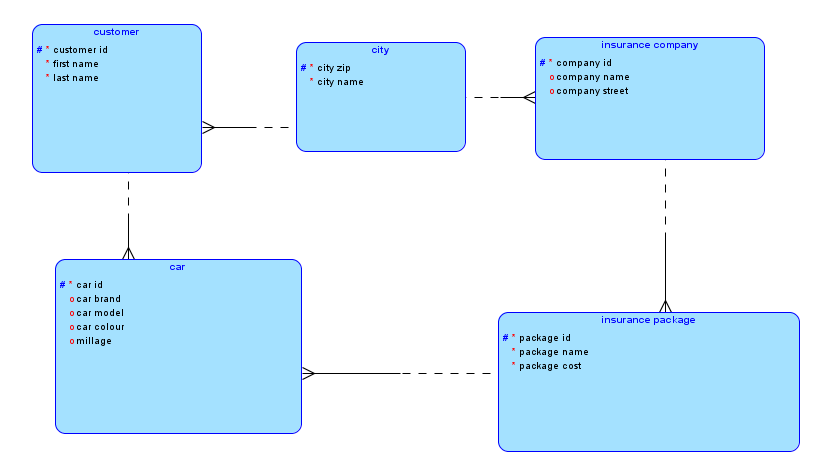 customer
# * customer id
* first name
* last name
city
# * city zip
* city name
insurance company
# * company id
o company name
o company street
car
# * car id
o car brand
o car model
o car colour
o millage
insurance package
# * package id
* package name
* package cost